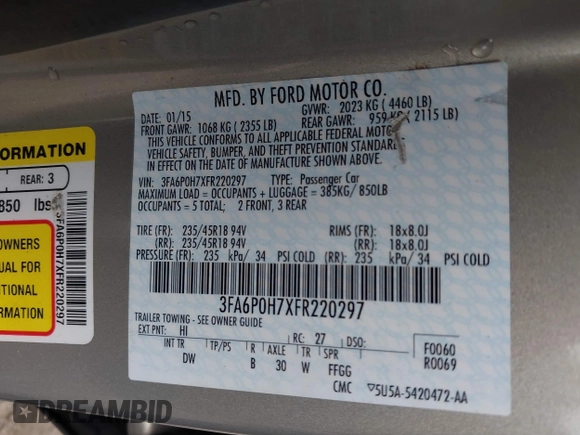 MFD. BY FORD MOTOR CO.
01/15 GVWR: 2023 KG ( 4460 LB)
FRONT GAWR: 1068 KG ( 2355 LB) REAR GAWR: 959 KG ( 2115 LB)
THIS VEHICLE CONFORMS TO ALL APPLICABLE FEDERAL MOTOR
VEHICLE SAFETY, BUMPER, AND THEFT PREVENTION STANDARDS
IN EFFECT ON THE DATE OF MANUFACTURE SHOWN ABOVE.
VIN: 3FA6P0H7XFR220297 TYPE: Passenger Car
MAXIMUM LOAD = OCCUPANTS + LUGGAGE = 385KG/850LB
OCCUPANTS = 5 TOTAL: 2 FRONT, 3 REAR
TIRE (FR): 235/45R18 94V RIMS (FR): 18x8.0J
(RR): 235/45R18 94V (RR): 18x8.0J
PRESSURE (FR): 235 kPa/ 34 PSI COLD (RR): 235 kPa/ 34 PSI COLD
3FA6P0H7XFR220297
TRAILER TOWING - SEE OWNER GUIDE
EXT PNT: HI RC: 27 DSO: F0060
R0069
INT TR TP/PS R AXLE TR SPR
DW B 30 W FFGG
CMC 5U5A-5420472-AA
FORMATION
REAR: 3
850 lbs
OWNERS
UAL FOR
ITIONAL
RMATION
3FA6P0H7XFR220297
DREAMBID